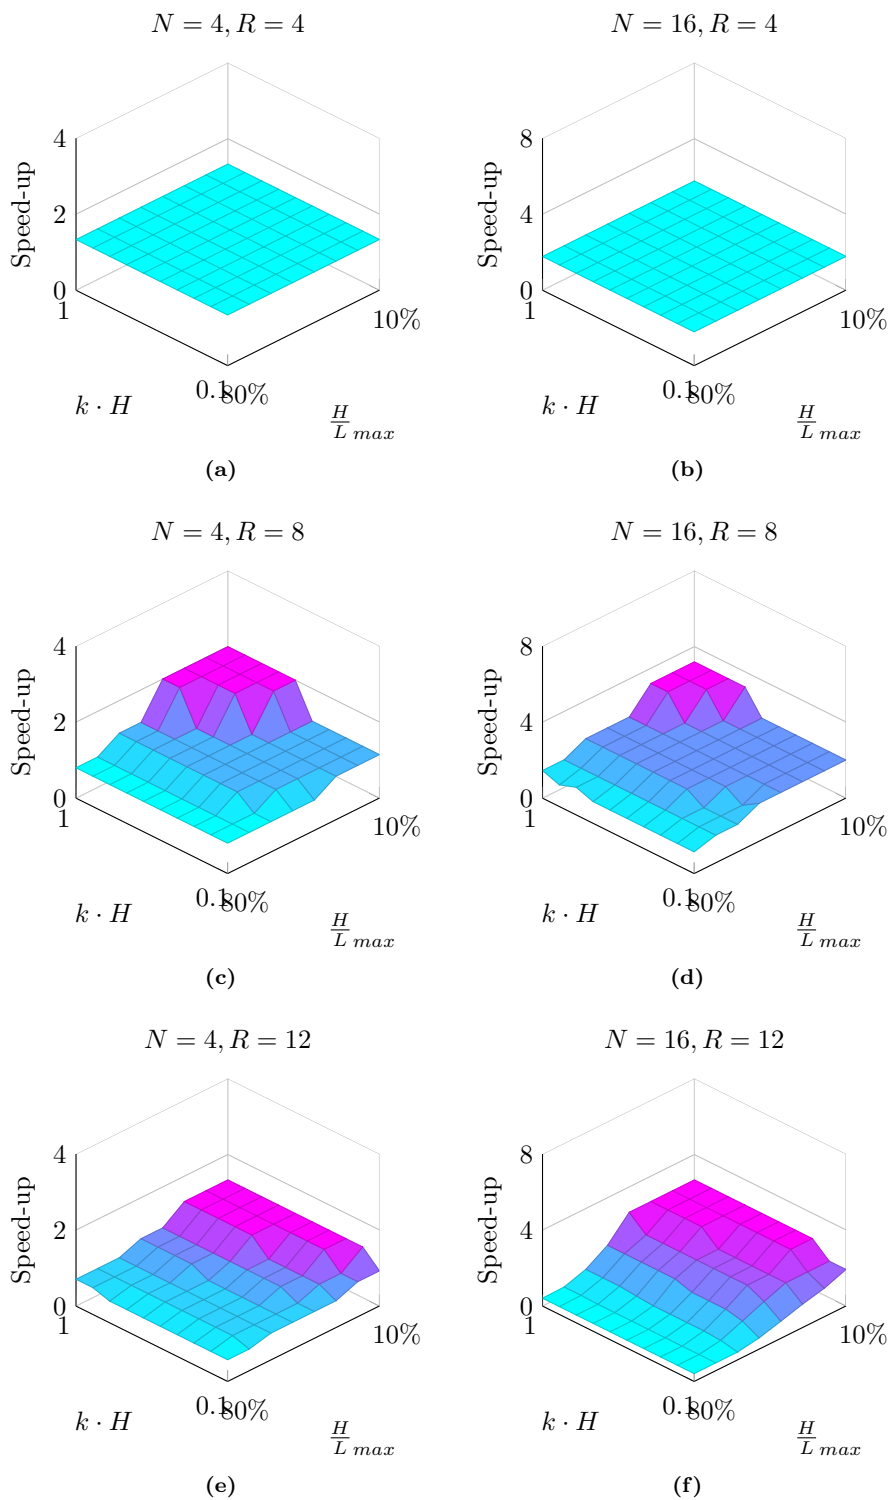 N = 4, R = 4
4
2
0
Speed-up
1
0.1
k · H
80%
10%
H/L max
(a)
N = 16, R = 4
8
4
0
Speed-up
1
0.1
k · H
80%
10%
H/L max
(b)
N = 4, R = 8
4
2
0
Speed-up
1
0.1
k · H
80%
10%
H/L max
(c)
N = 16, R = 8
8
4
0
Speed-up
1
0.1
k · H
80%
10%
H/L max
(d)
N = 4, R = 12
4
2
0
Speed-up
1
0.1
k · H
80%
10%
H/L max
(e)
N = 16, R = 12
8
4
0
Speed-up
1
0.1
k · H
80%
10%
H/L max
(f)